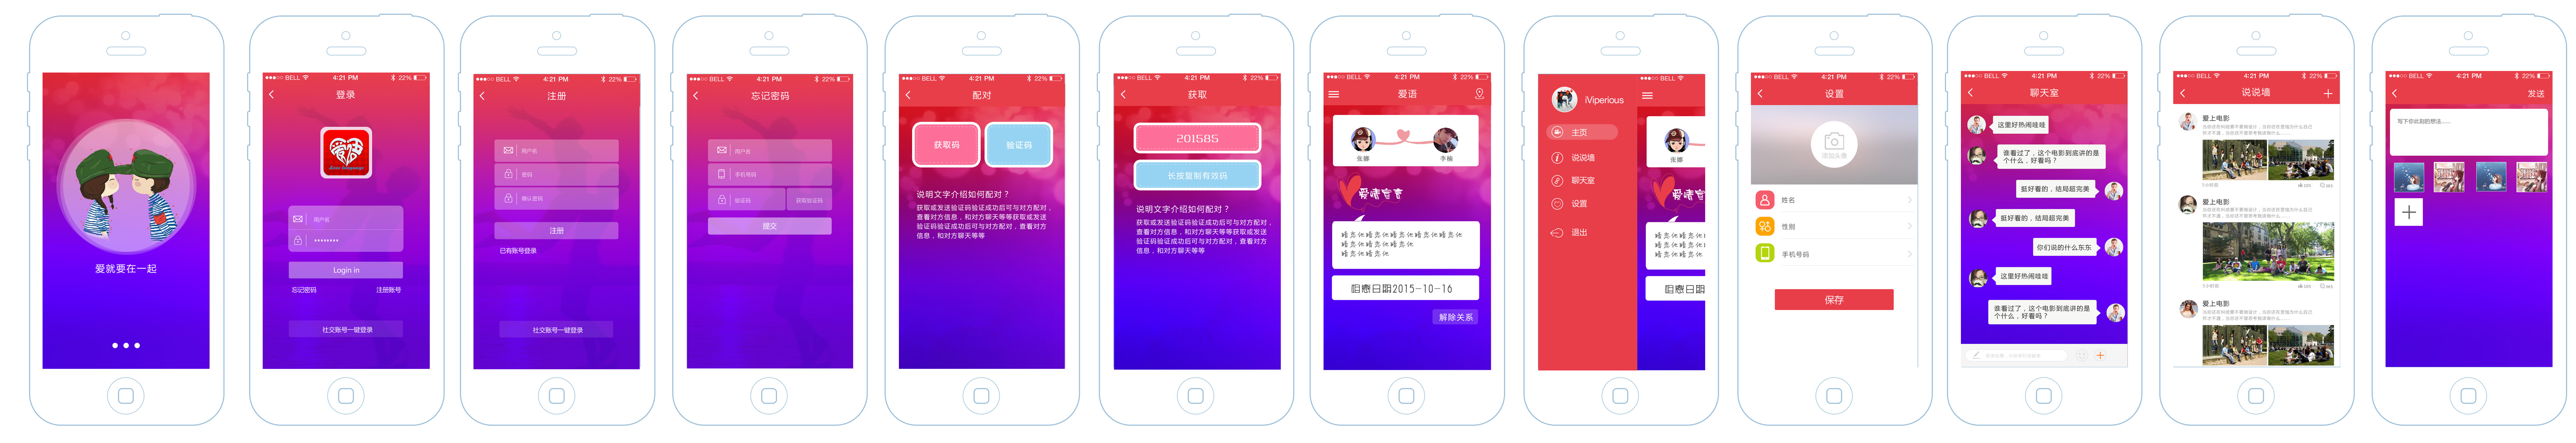 爱就要在一起
BELL 4:21 PM 22%
登录
用户名
Login in
忘记密码 注册账号
社交账号一键登录
BELL 4:21 PM 22%
注册
用户名
密码
确认密码
注册
已有账号登录
社交账号一键登录
BELL 4:21 PM 22%
忘记密码
用户名
手机号码
验证码 获取验证码
提交
BELL 4:21 PM 22%
配对
获取码 验证码
说明文字介绍如何配对？
获取或发送验证码验证成功后可与对方配对，
查看对方信息，和对方聊天等等获取或发送
验证码验证成功后可与对方配对，查看对方
信息，和对方聊天等等
BELL 4:21 PM 22%
获取
201585
长按复制有效码
说明文字介绍如何配对？
获取或发送验证码验证成功后可与对方配对，
查看对方信息，和对方聊天等等获取或发送
验证码验证成功后可与对方配对，查看对方
信息，和对方聊天等等
BELL 4:21 PM 22%
爱语
张娜 李楠
爱情宣言
相恋日期2015-10-16
解除关系
iViperious
主页
说说墙
聊天室
设置
退出
BELL
张娜
BELL 4:21 PM 22%
设置
添加头像
姓名
性别
手机号码
保存
BELL 4:21 PM 22%
聊天室
这里好热闹哇哇
谁看过了，这个电影到底讲的是
个什么，好看吗？
挺好看的，结局超完美
挺好看的，结局超完美
你们说的什么东东
这里好热闹哇哇
谁看过了，这个电影到底讲的是
个什么，好看吗？
BELL 4:21 PM 22%
说说墙
爱上电影
5小时前
爱上电影
5小时前
爱上电影
BELL 4:21 PM 22%
发送
写下你此刻的想法......